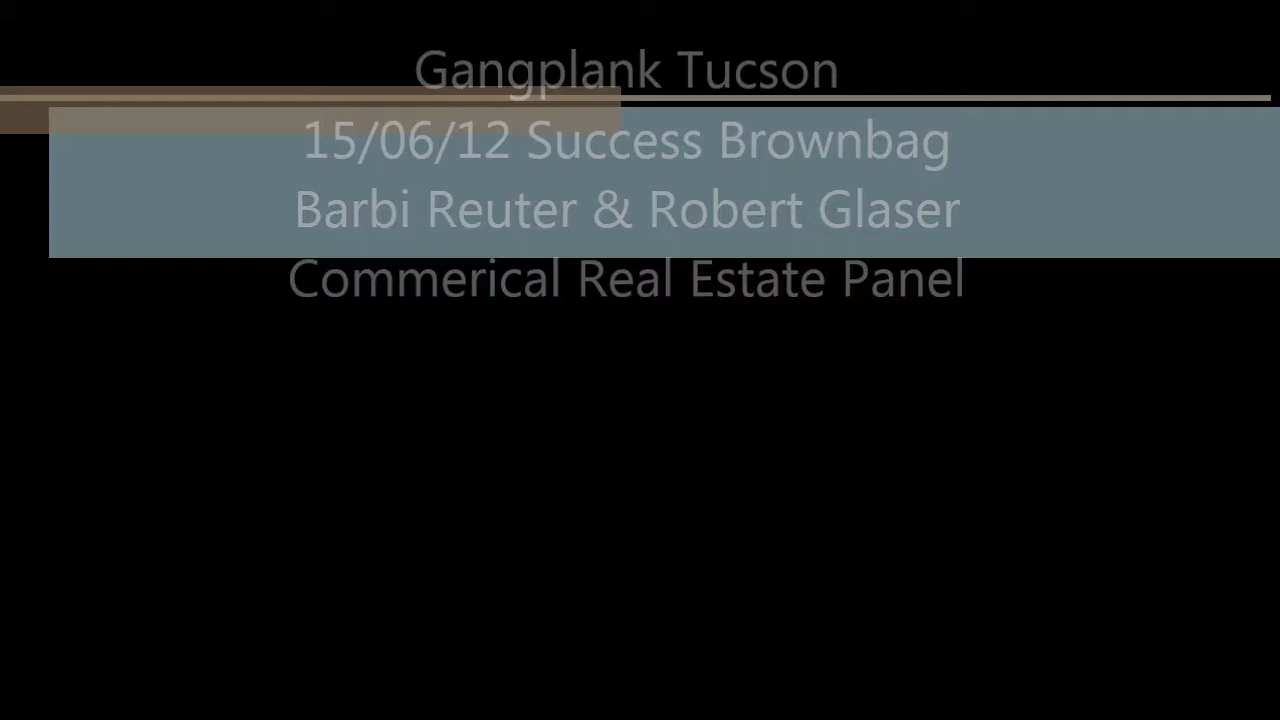 Gangplank Tucson
15/06/12 Success Brownbag
Barbi Reuter & Robert Glaser
Commerical Real Estate Panel